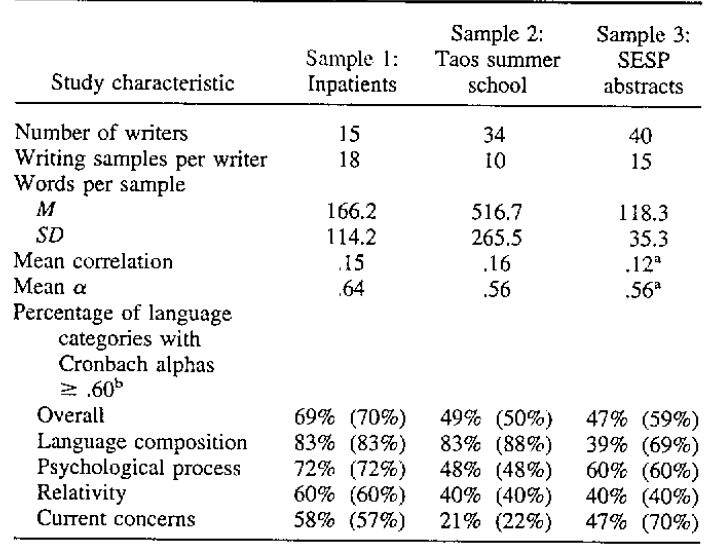 Study characteristic Sample 1: Inpatients Sample 2: Taos summer school Sample 3: SESP abstracts
Number of writers 15 34 40
Writing samples per writer 18 10 15
Words per sample
M 166.2 516.7 118.3
SD 114.2 265.5 35.3
Mean correlation .15 .16 .12ᵃ
Mean α .64 .56 .56ᵃ
Percentage of language
categories with
Cronbach alphas
≥ .60ᵇ
Overall 69% (70%) 49% (50%) 47% (59%)
Language composition 83% (83%) 83% (88%) 39% (69%)
Psychological process 72% (72%) 48% (48%) 60% (60%)
Relativity 60% (60%) 40% (40%) 40% (40%)
Current concerns 58% (57%) 21% (22%) 47% (70%)